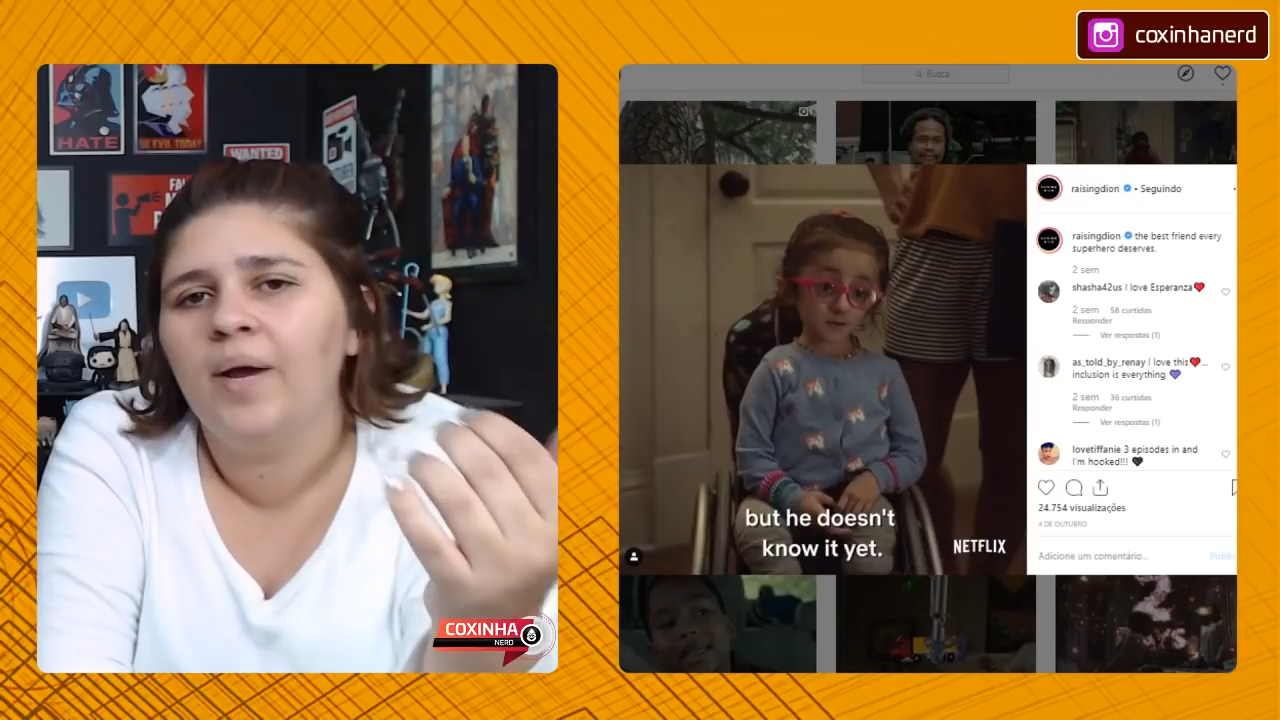 coxinhanerd
HATE
WANTED
COXINHA
NERD
Busca
raisingdion • Seguindo
raisingdion the best friend every
superhero deserves.
2 sem
shasha42us I love Esperanza❤
2 sem 58 curtidas
Responder
Ver respostas (1)
as_told_by_renay I love this❤...
inclusion is everything 💜
2 sem 36 curtidas
Responder
Ver respostas (1)
lovetiffanie 3 episodes in and
I'm hooked!!! 🖤
24.754 visualizações
4 DE OUTUBRO
Adicione um comentário...
but he doesn't
know it yet.
NETFLIX